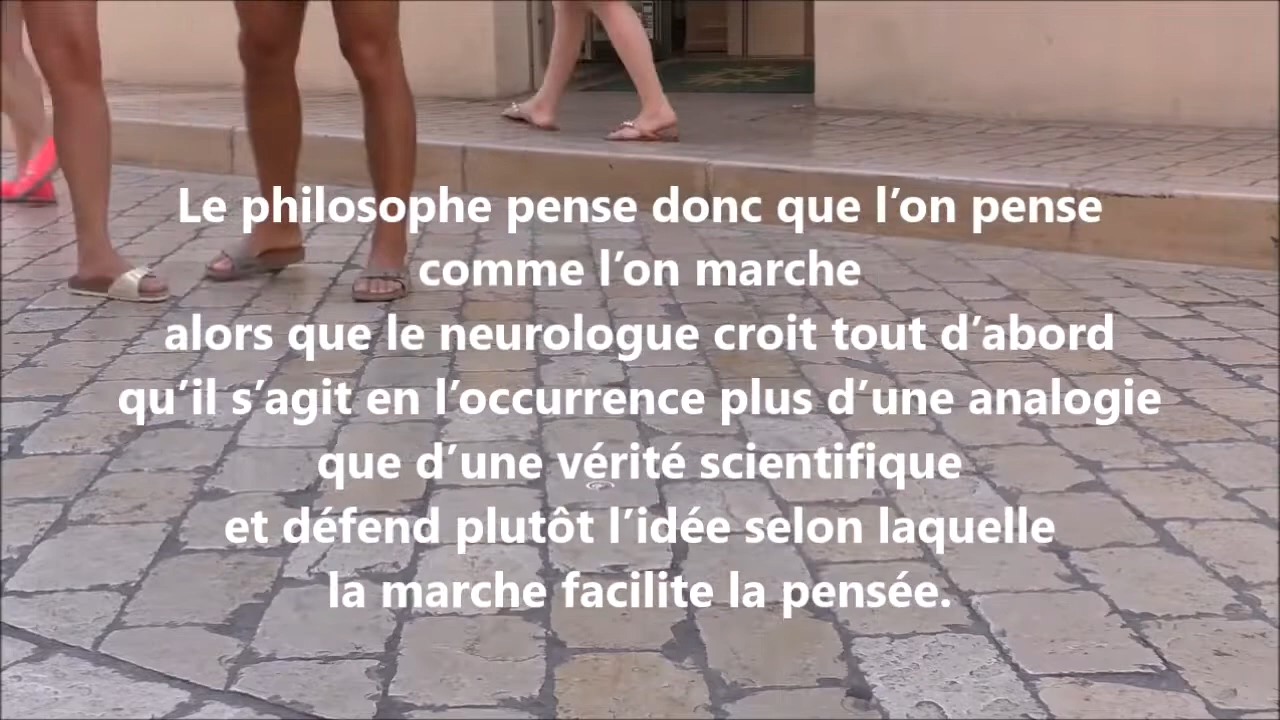 Le philosophe pense donc que l’on pense
comme l’on marche
alors que le neurologue croit tout d’abord
qu’il s’agit en l’occurrence plus d’une analogie
que d’une vérité scientifique
et défend plutôt l’idée selon laquelle
la marche facilite la pensée.